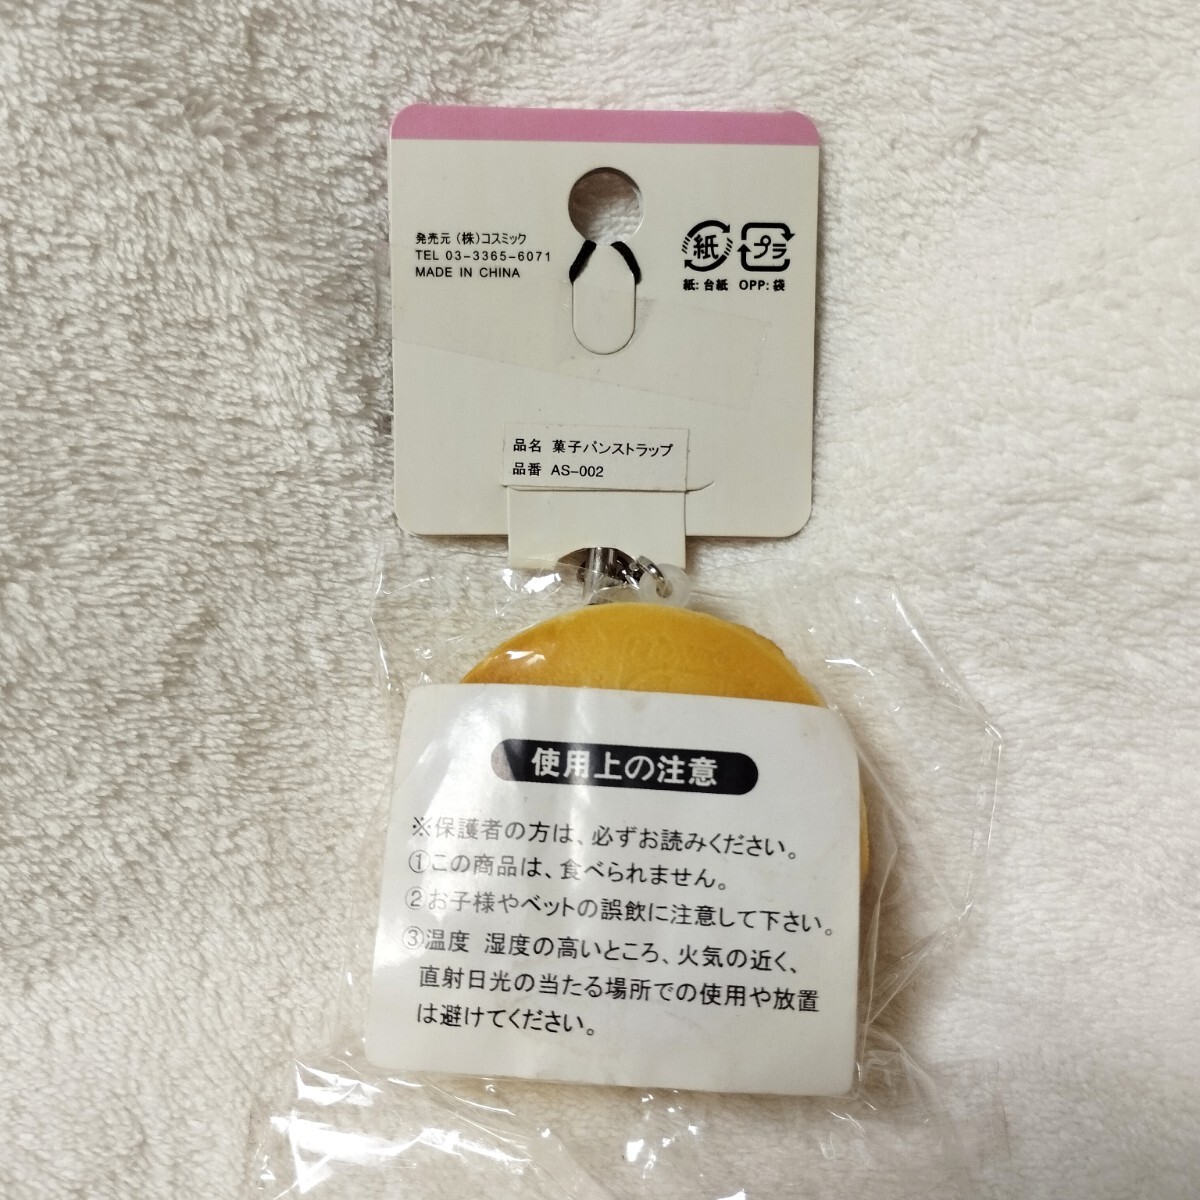 発売元 (株)コスミック
TEL 03-3365-6071
MADE IN CHINA
紙 プラ
紙:台紙 OPP:袋
品名 菓子パンストラップ
品番 AS-002
使用上の注意
※保護者の方は、必ずお読みください。
①この商品は、食べられません。
②お子様やペットの誤飲に注意して下さい。
③温度 湿度の高いところ、火気の近く、
直射日光の当たる場所での使用や放置
は避けてください。